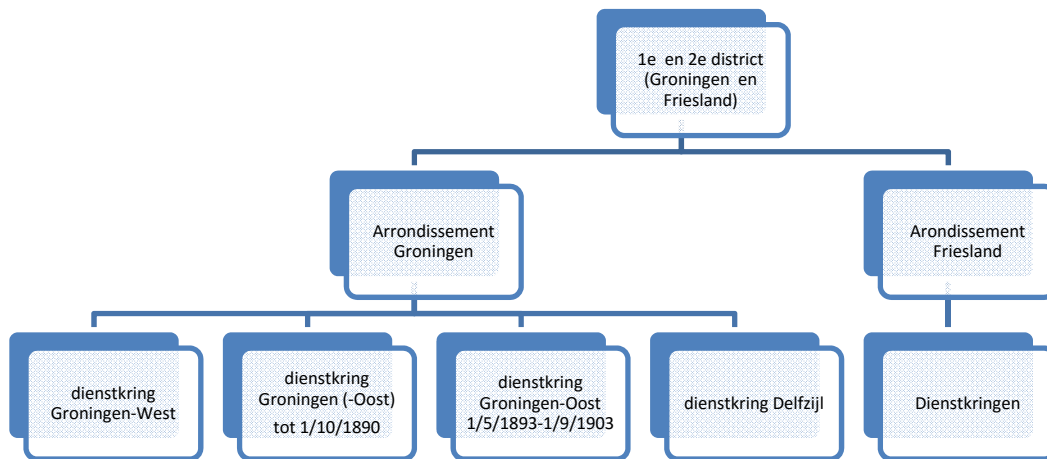 1e en 2e district
(Groningen en
Friesland)
Arrondissement
Groningen
Arondissement
Friesland
dienstkring
Groningen-West
dienstkring
Groningen (-Oost)
tot 1/10/1890
dienstkring
Groningen-Oost
1/5/1893-1/9/1903
dienstkring Delfzijl
Dienstkringen